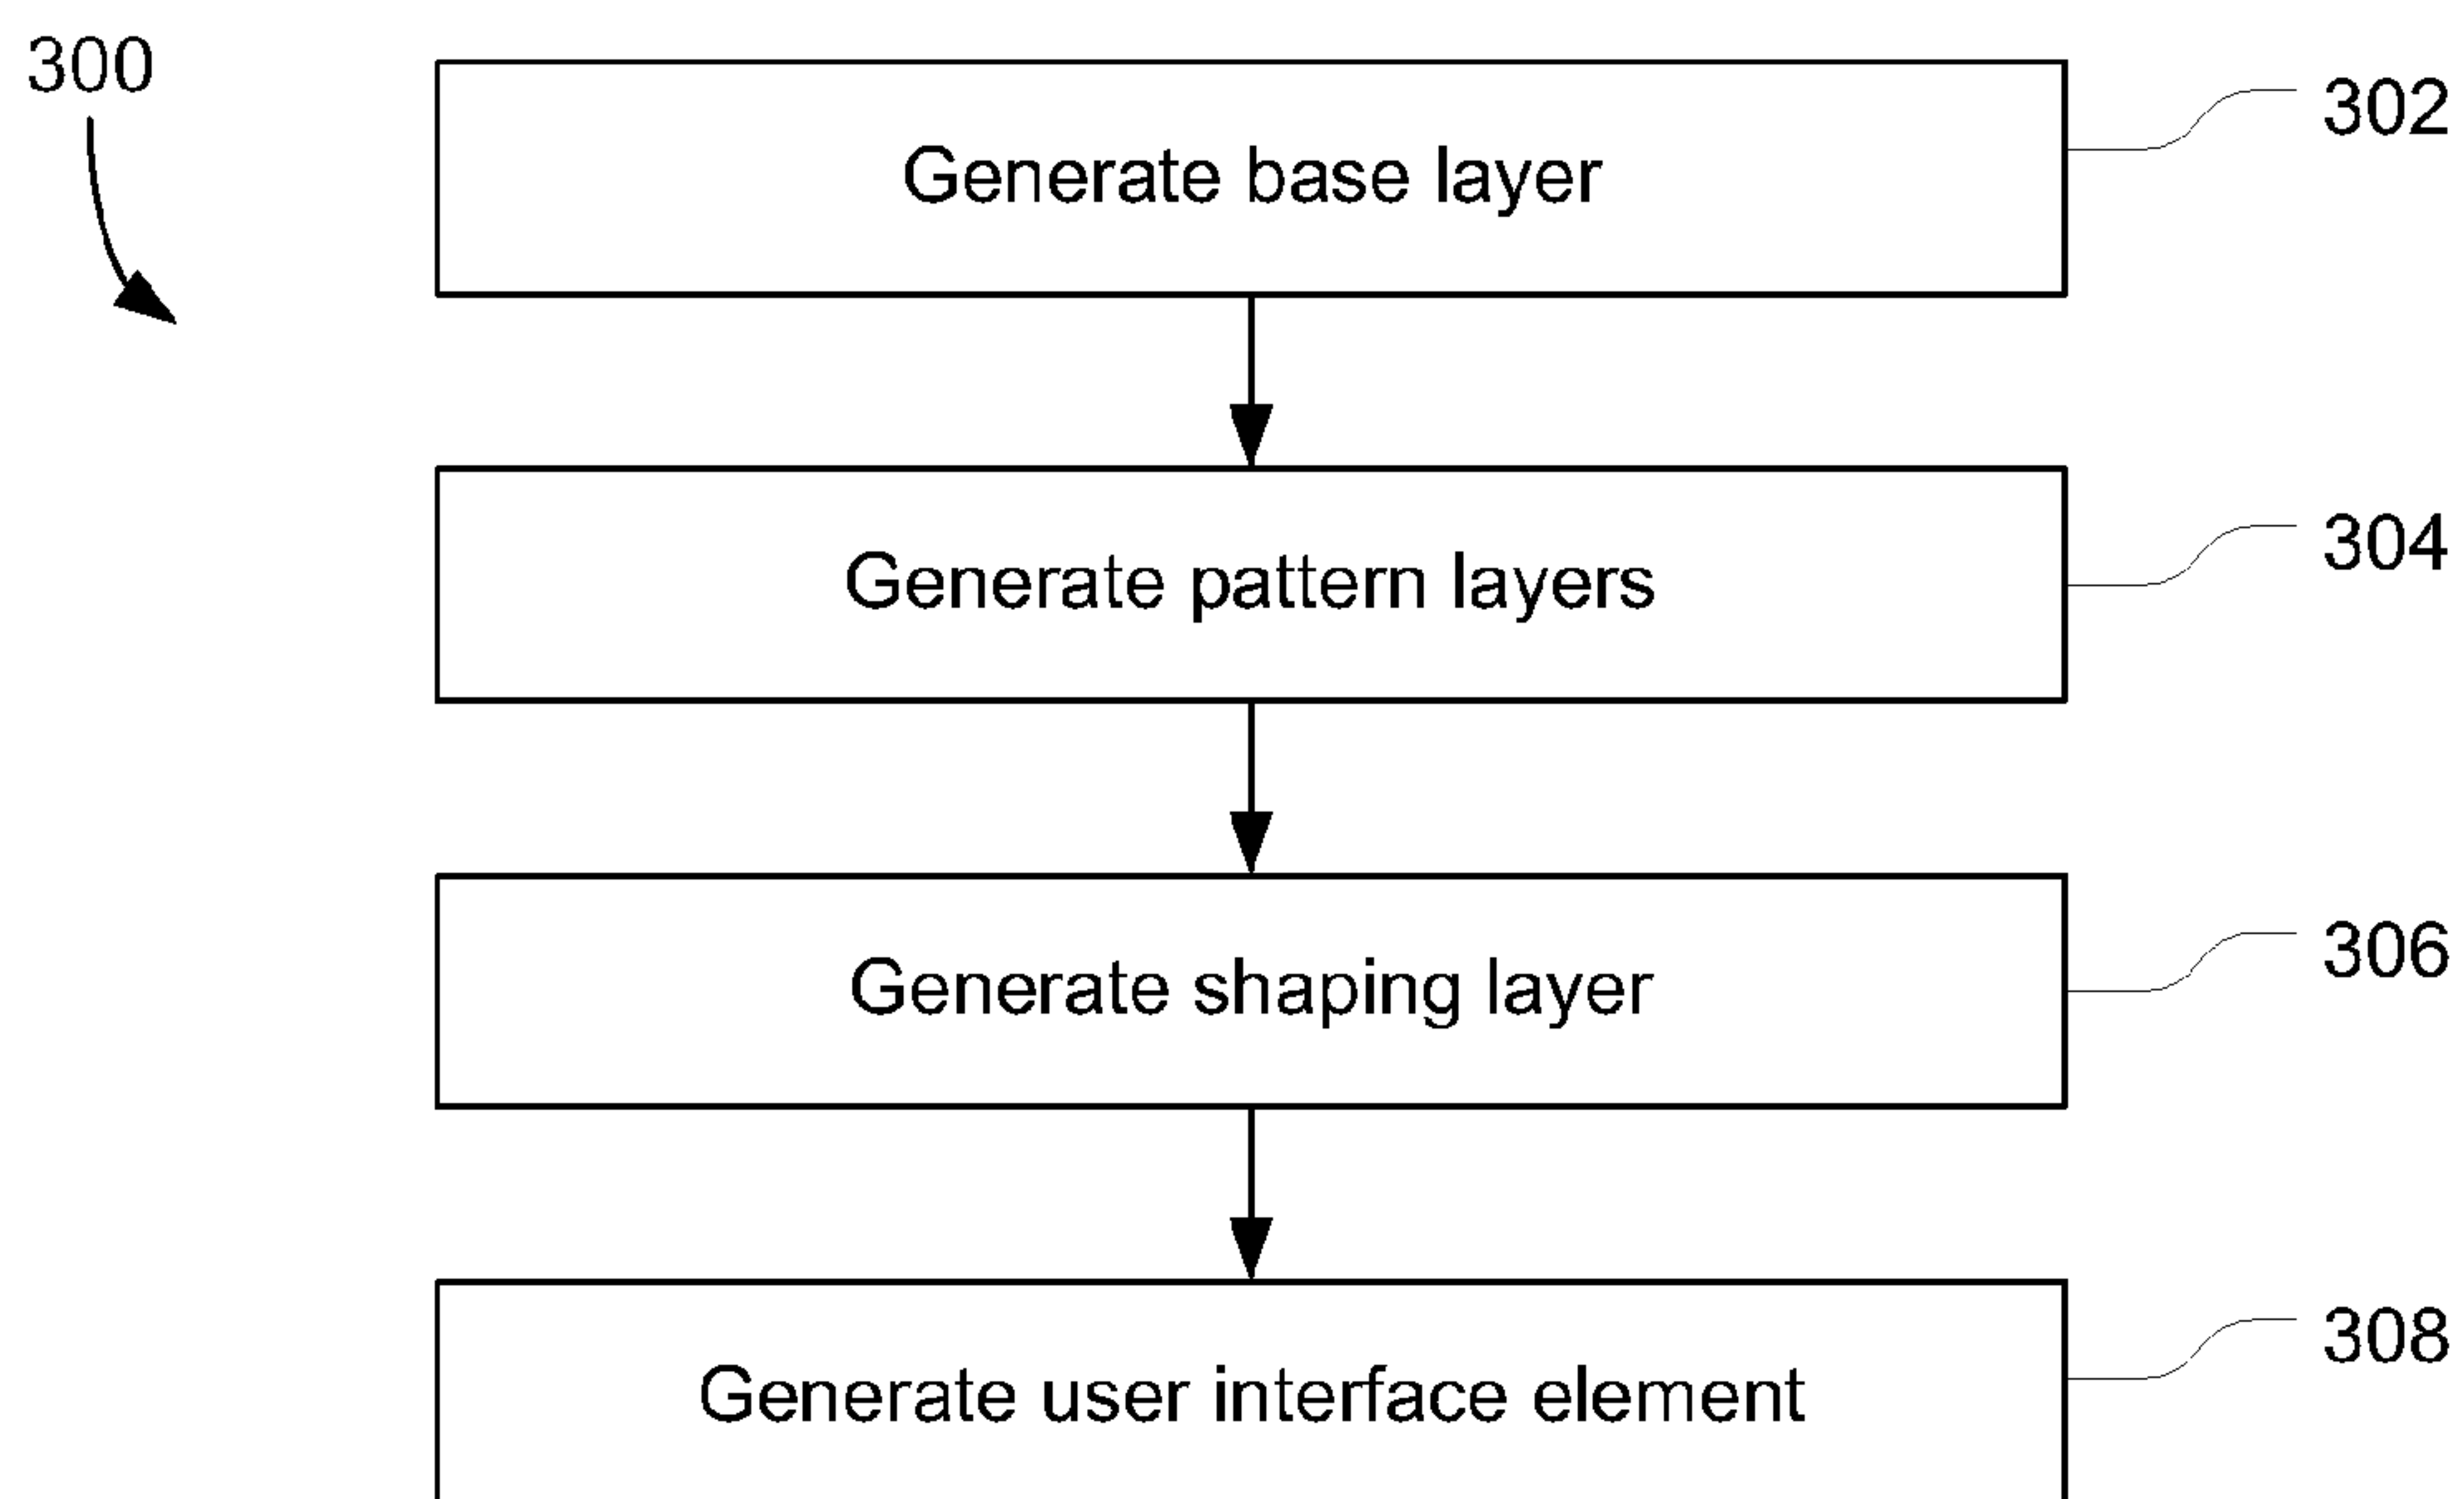 300
302
Generate base layer
304
Generate pattern layers
306
Generate shaping layer
308
Generate user interface element